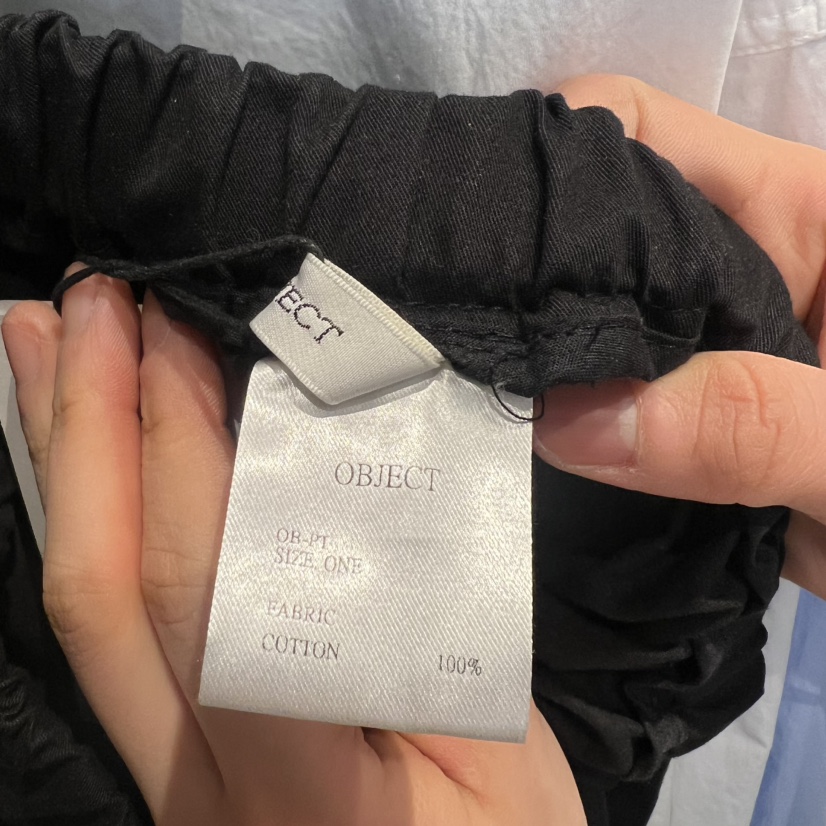 ECT
OBJECT
OB-PT
SIZE ONE
FABRIC
COTTON 100%